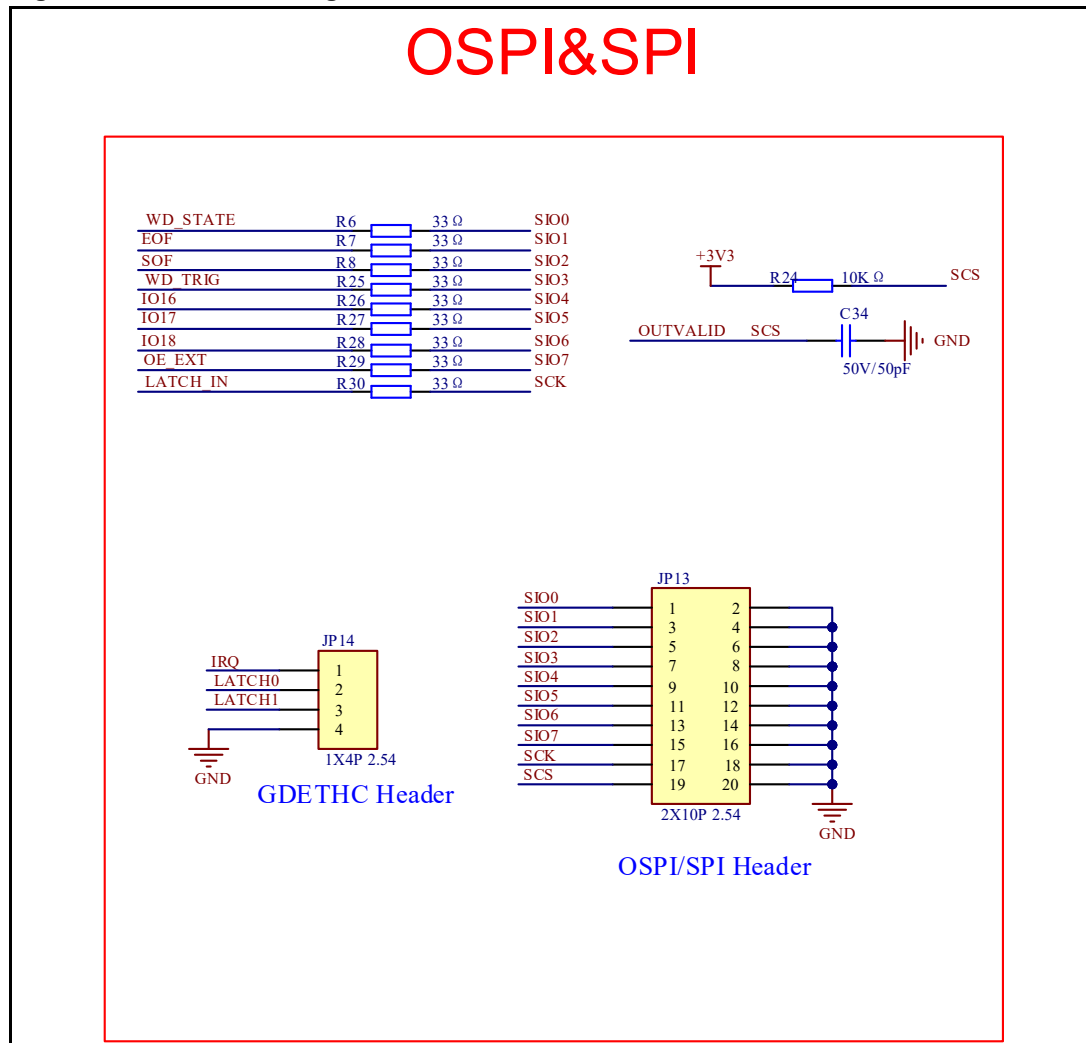 OSPI&SPI
WD_STATE R6 33 Ω SIO0
EOF R7 33 Ω SIO1
SOF R8 33 Ω SIO2
WD_TRIG R25 33 Ω SIO3
IO16 R26 33 Ω SIO4
IO17 R27 33 Ω SIO5
IO18 R28 33 Ω SIO6
OE_EXT R29 33 Ω SIO7
LATCH_IN R30 33 Ω SCK
+3V3
R24 10K Ω SCS
C34
OUTVALID SCS GND
50V/50pF
JP14
IRQ 1
LATCH0 2
LATCH1 3
4
GND
1X4P 2.54
GDETHC Header
JP13
SIO0 1 2
SIO1 3 4
SIO2 5 6
SIO3 7 8
SIO4 9 10
SIO5 11 12
SIO6 13 14
SIO7 15 16
SCK 17 18
SCS 19 20
2X10P 2.54
GND
OSPI/SPI Header